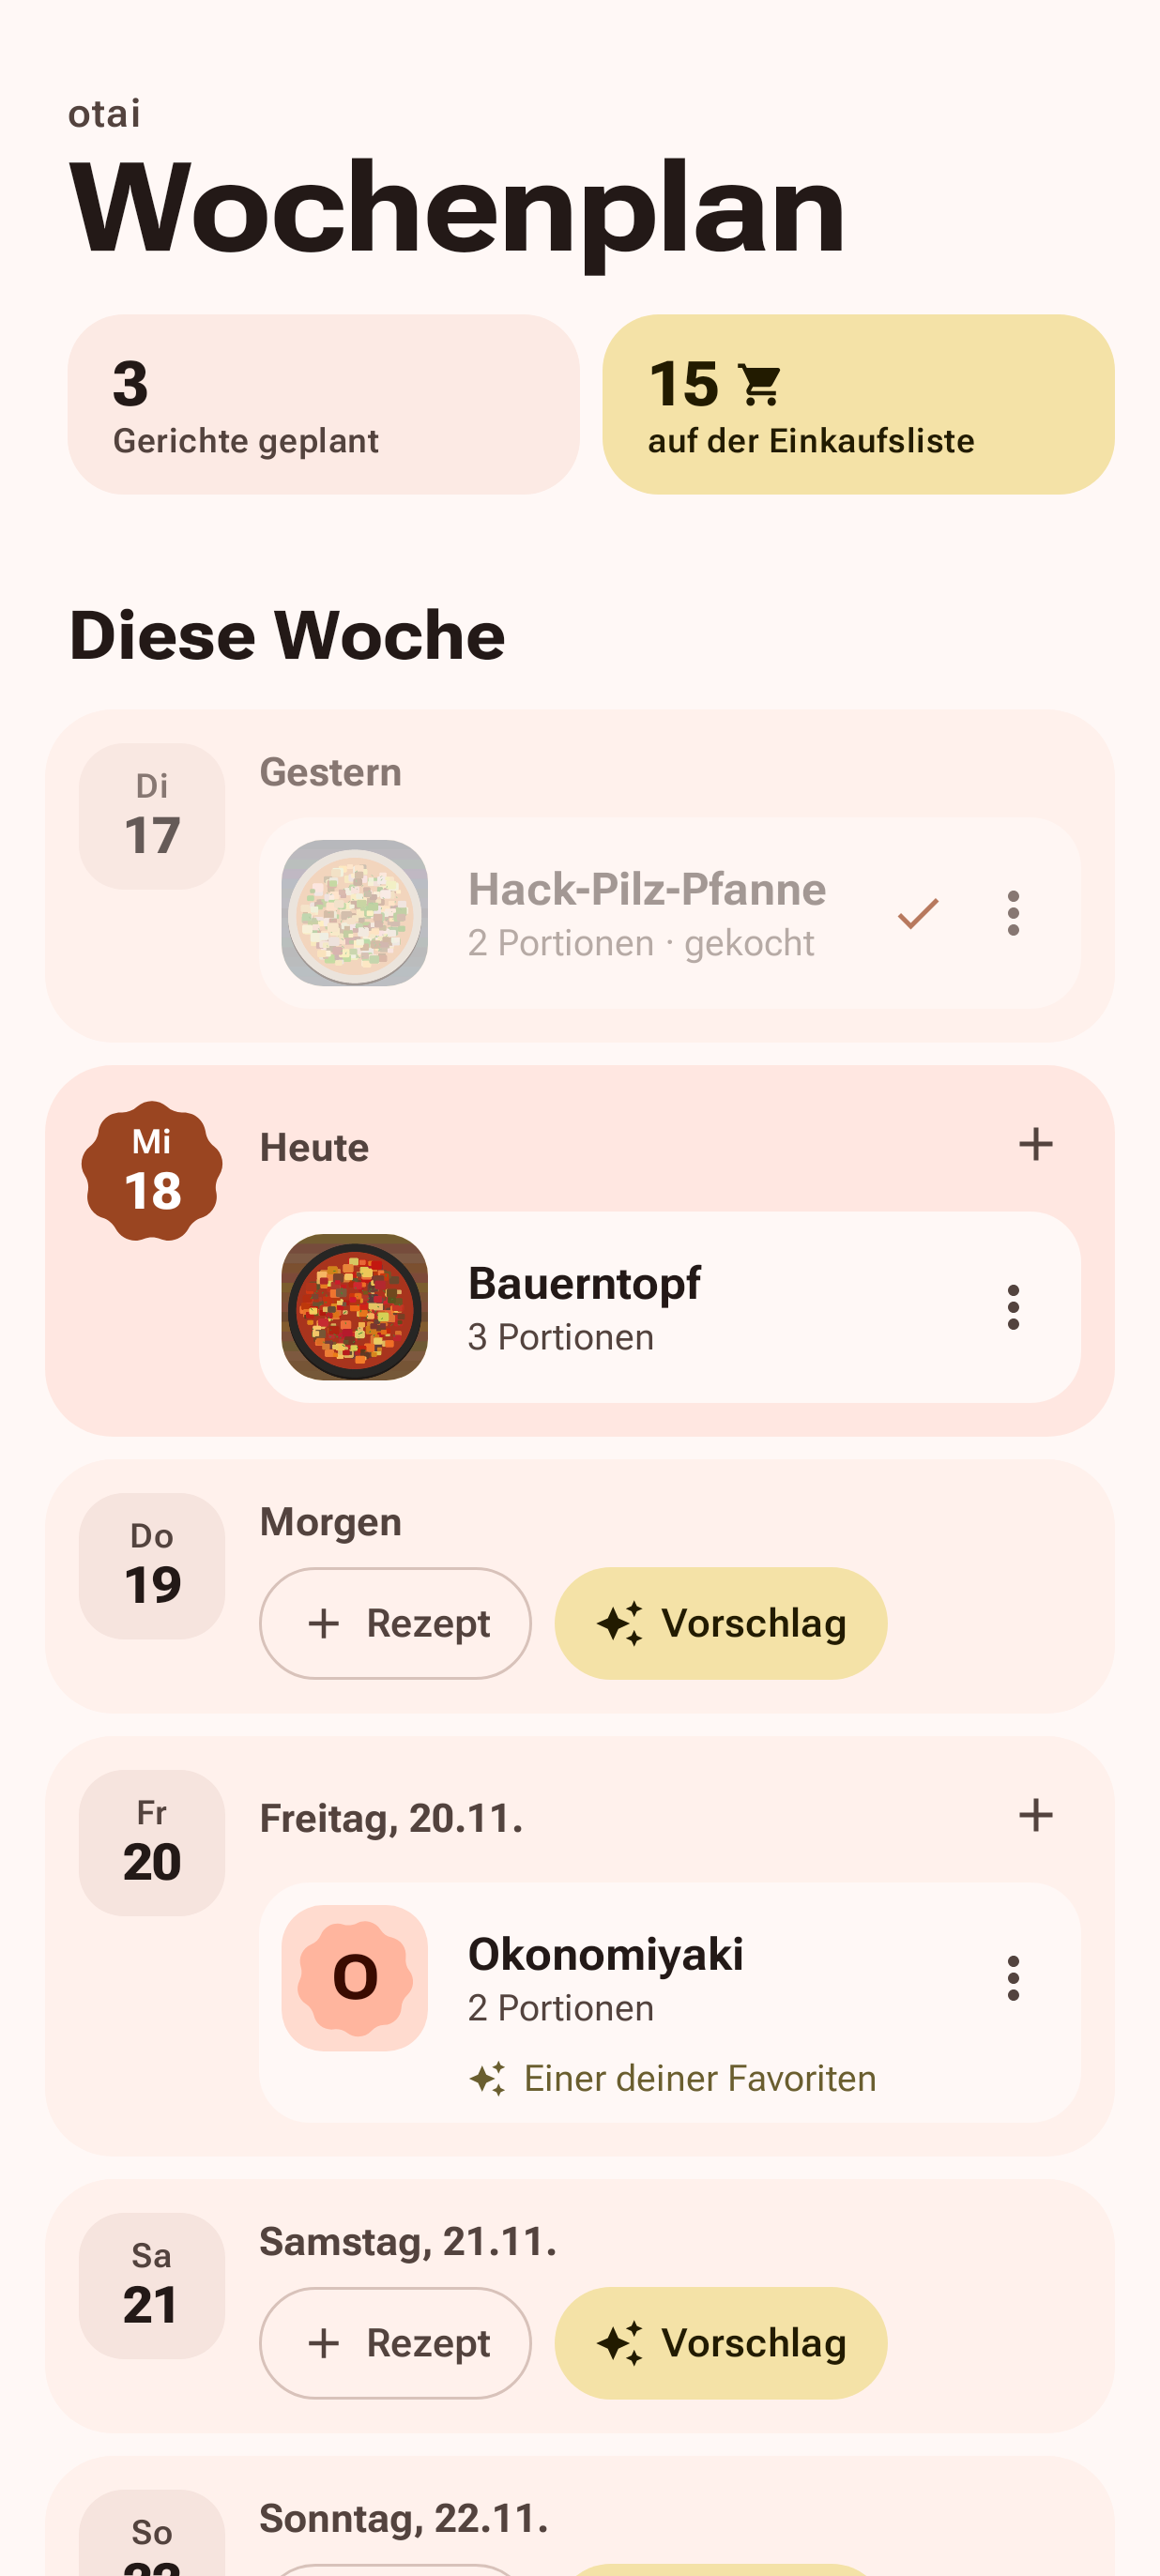 otai
Wochenplan
3
Gerichte geplant
15
auf der Einkaufsliste
Diese Woche
Di
17
Gestern
Hack-Pilz-Pfanne
2 Portionen · gekocht
Mi
18
Heute
Bauerntopf
3 Portionen
Do
19
Morgen
Rezept
Vorschlag
Fr
20
Freitag, 20.11.
O
Okonomiyaki
2 Portionen
Einer deiner Favoriten
Sa
21
Samstag, 21.11.
Rezept
Vorschlag
So
Sonntag, 22.11.